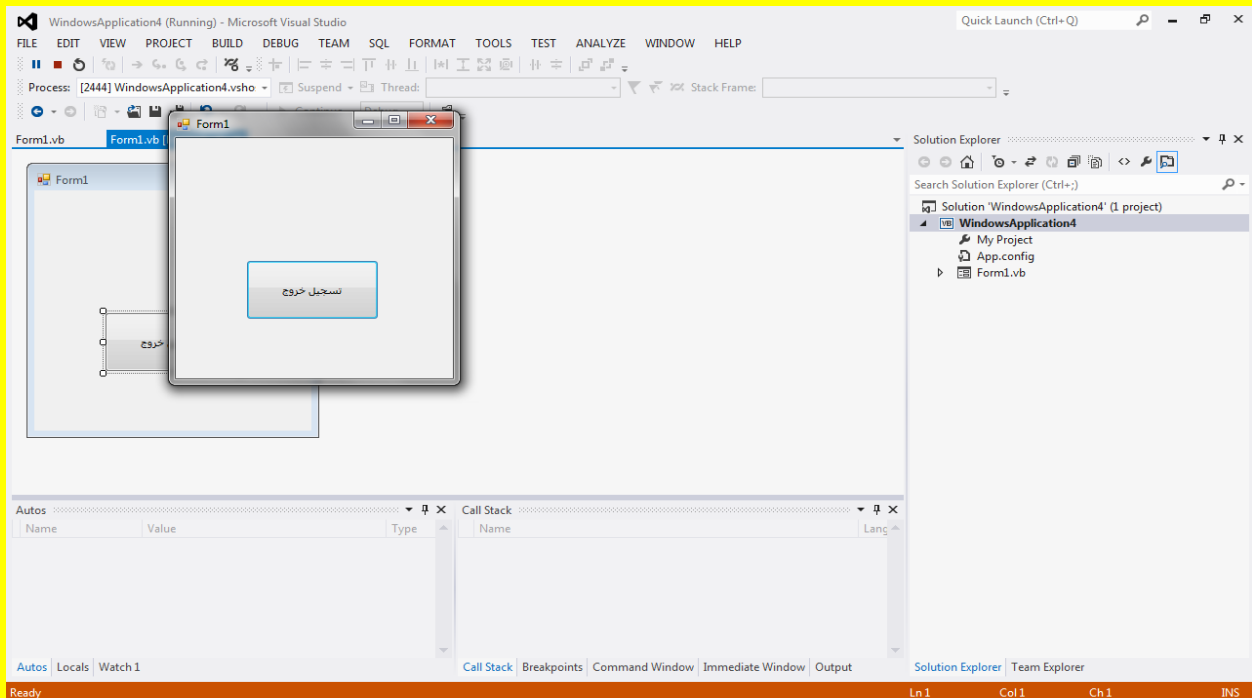 WindowsApplication4 (Running) - Microsoft Visual Studio
Quick Launch (Ctrl+Q)
FILE EDIT VIEW PROJECT BUILD DEBUG TEAM SQL FORMAT TOOLS TEST ANALYZE WINDOW HELP
Process: [2444] WindowsApplication4.vsho Suspend Thread: Stack Frame:
Form1.vb Form1.vb
Form1
تسجيل خروج
Form1
خروج
Solution Explorer
Search Solution Explorer (Ctrl+;)
Solution 'WindowsApplication4' (1 project)
VB WindowsApplication4
My Project
App.config
Form1.vb
Autos
Name Value Type
Autos Locals Watch 1
Call Stack
Name Lang
Call Stack Breakpoints Command Window Immediate Window Output
Solution Explorer Team Explorer
Ready Ln 1 Col 1 Ch 1 INS